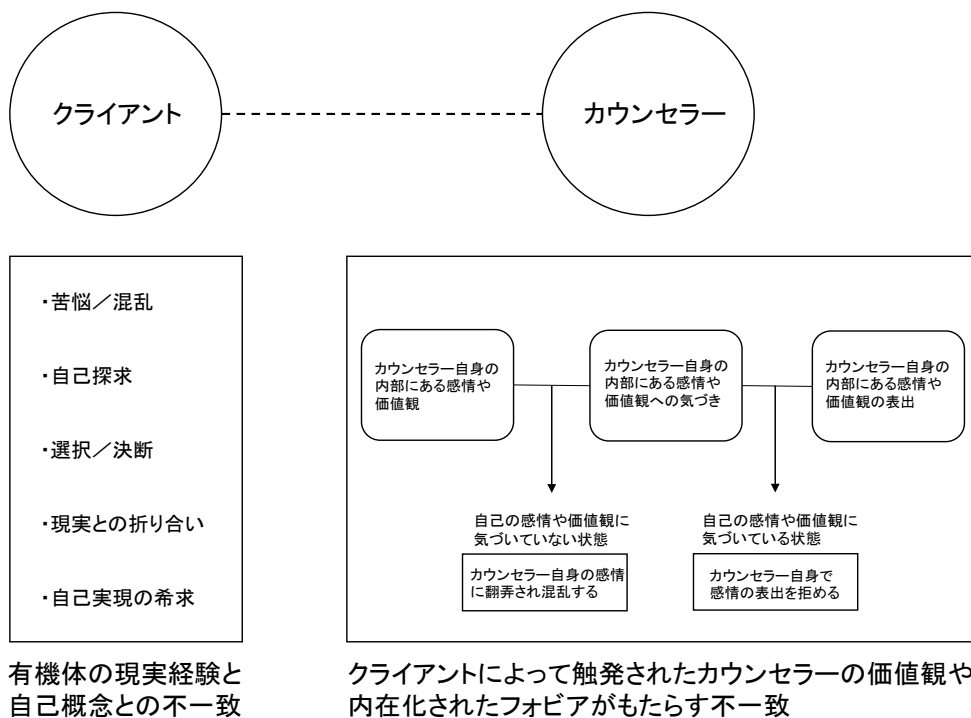 クライアント
カウンセラー
・苦悩／混乱
・自己探求
・選択／決断
・現実との折り合い
・自己実現の希求
カウンセラー自身の
内部にある感情や
価値観
カウンセラー自身の
内部にある感情や
価値観への気づき
カウンセラー自身の
内部にある感情や
価値観の表出
自己の感情や価値観に
気づいていない状態
カウンセラー自身の感情
に翻弄され混乱する
自己の感情や価値観に
気づいている状態
カウンセラー自身で
感情の表出を拒める
有機体の現実経験と
自己概念との不一致
クライアントによって触発されたカウンセラーの価値観や
内在化されたフォビアがもたらす不一致